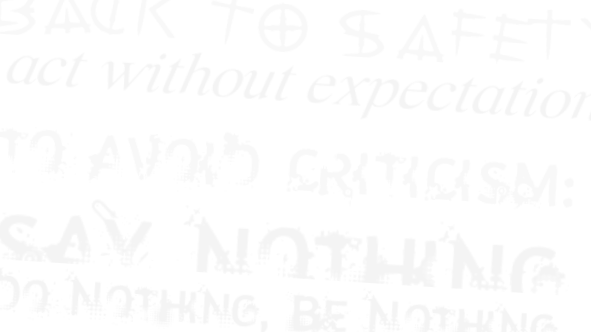 BACK TO SAFETY
act without expectation
TO AVOID CRITICISM:
SAY NOTHING
DO NOTHING, BE NOTHING